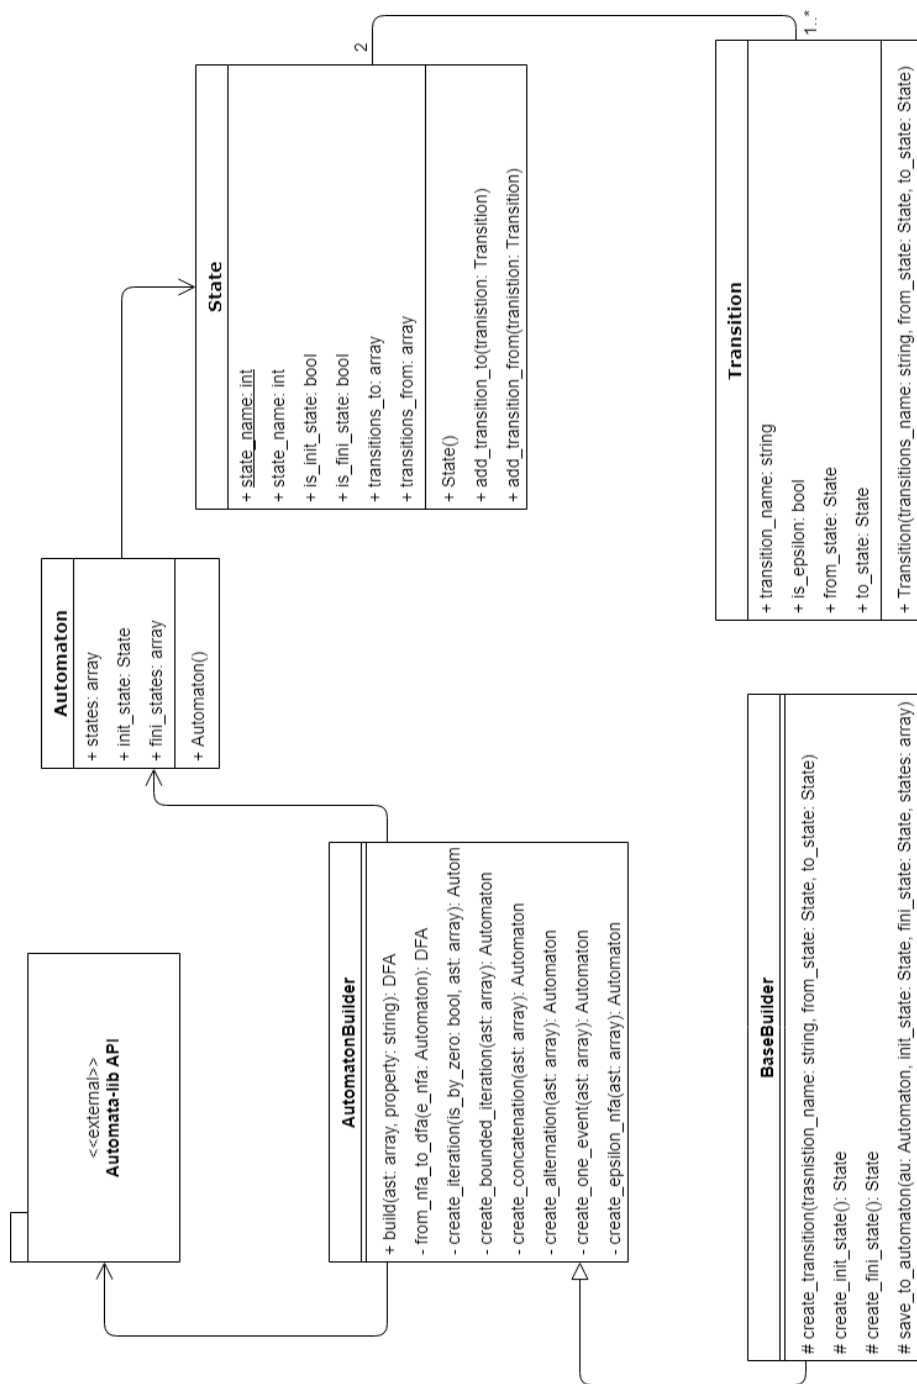 <<external>>
Automata-lib API
Automaton
+ states: array
+ init_state: State
+ fini_states: array
+ Automaton()
State
+ state_name: int
+ state_name: int
+ is_init_state: bool
+ is_fini_state: bool
+ transitions_to: array
+ transitions_from: array
+ State()
+ add_transition_to(tranistion: Transition)
+ add_transition_from(tranistion: Transition)
2
1..*
AutomatonBuilder
+ build(ast: array, property: string): DFA
- from_nfa_to_dfa(e_nfa: Automaton): DFA
- create_iteration(is_by_zero: bool, ast: array): Autom
- create_bounded_iteration(ast: array): Automaton
- create_concatenation(ast: array): Automaton
- create_alternation(ast: array): Automaton
- create_one_event(ast: array): Automaton
- create_epsilon_nfa(ast: array): Automaton
BaseBuilder
# create_transition(trasnistion_name: string, from_state: State, to_state: State)
# create_init_state(): State
# create_fini_state(): State
# save_to_automaton(au: Automaton, init_state: State, fini_state: State, states: array)
Transition
+ transition_name: string
+ is_epsilon: bool
+ from_state: State
+ to_state: State
+ Transition(transitions_name: string, from_state: State, to_state: State)